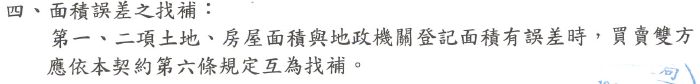 四、面積誤差之找補：
第一、二項土地、房屋面積與地政機關登記面積有誤差時，買賣雙方
應依本契約第六條規定互為找補。